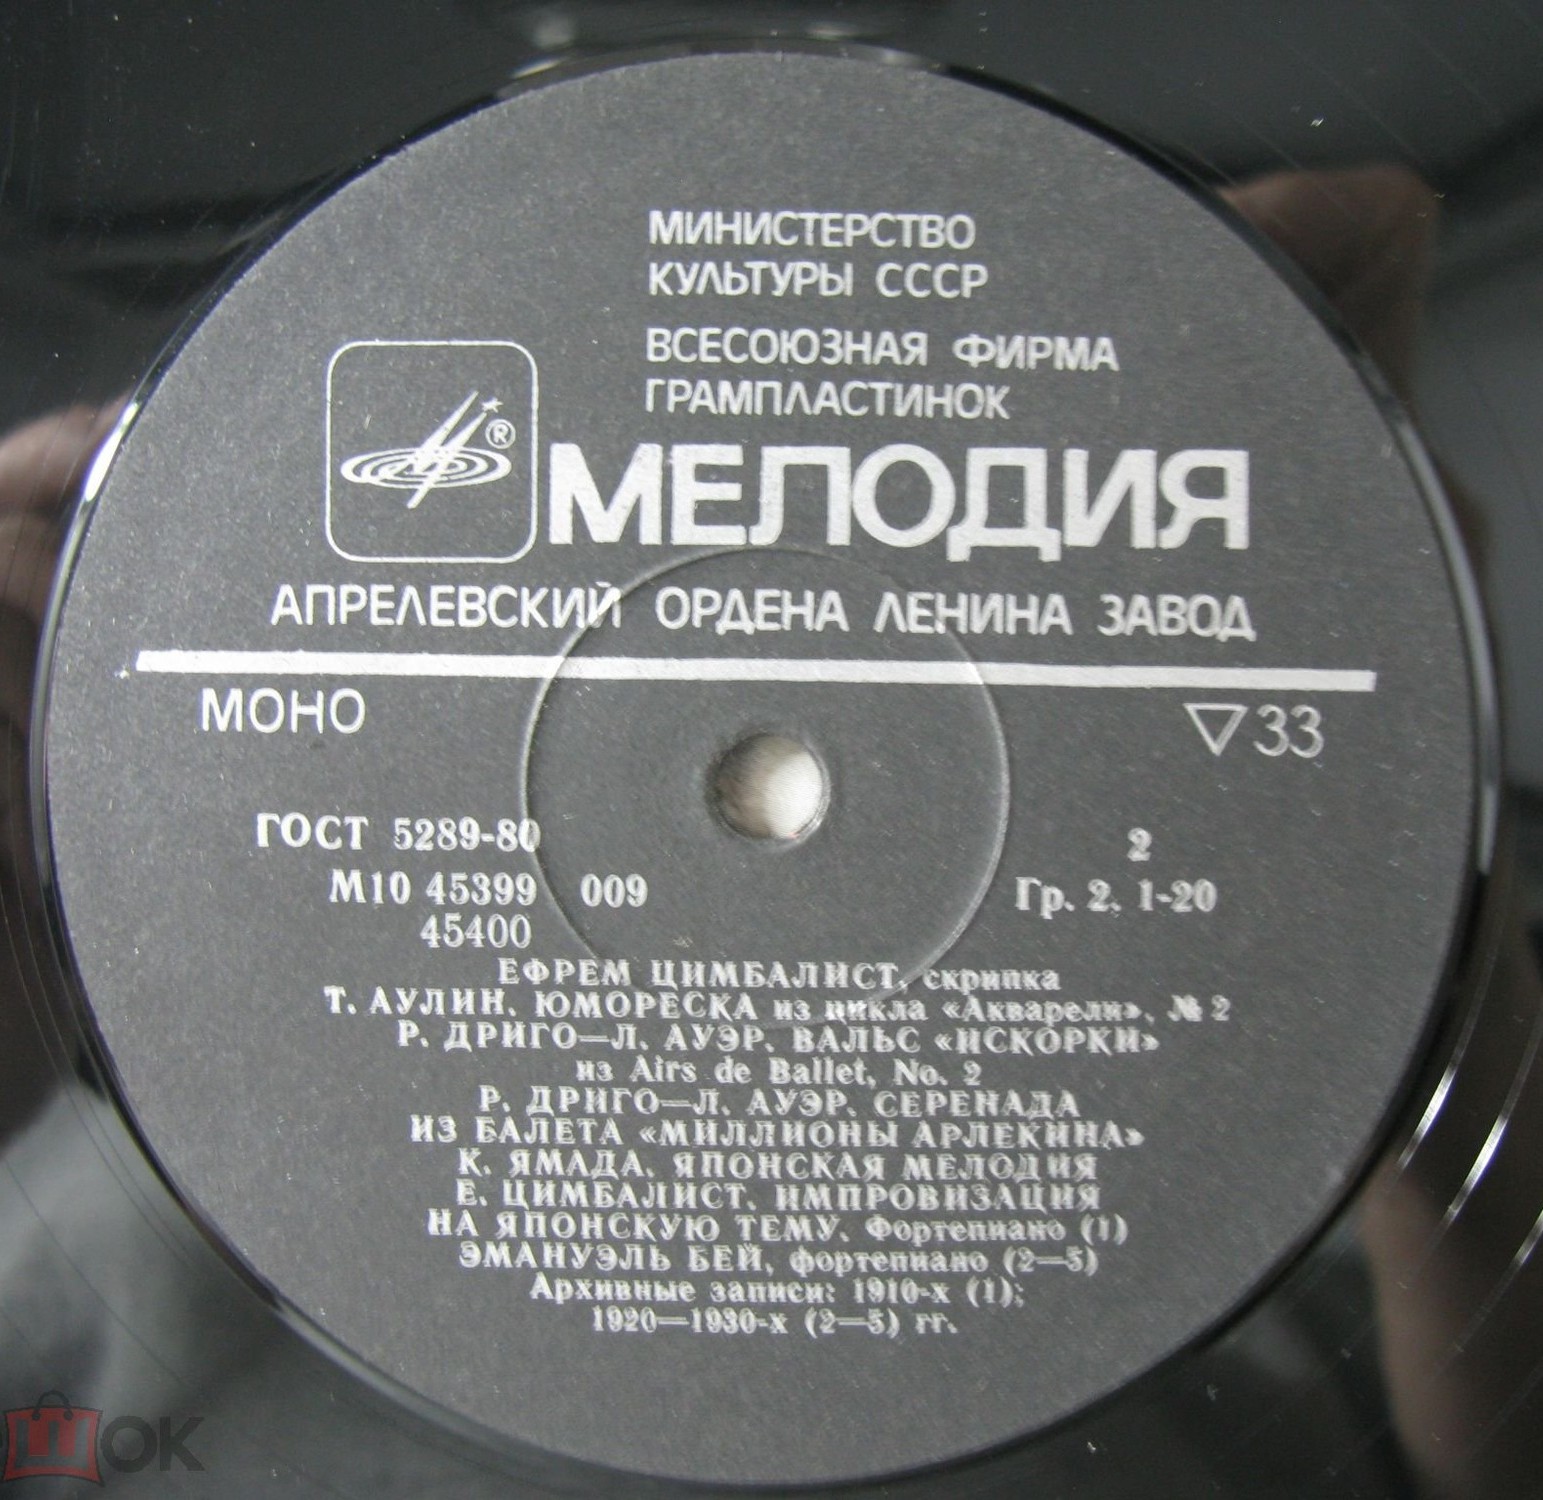 МИНИСТЕРСТВО
КУЛЬТУРЫ СССР
ВСЕСОЮЗНАЯ ФИРМА
ГРАМПЛАСТИНОК
®
МЕЛОДИЯ
АПРЕЛЕВСКИЙ ОРДЕНА ЛЕНИНА ЗАВОД
МОНО ▽33
ГОСТ 5289-80 2
М10 45399 009 Гр. 2. 1-20
45400
ЕФРЕМ ЦИМБАЛИСТ, скрипка
Т. АУЛИН. ЮМОРЕСКА из цикла «Акварели», № 2
Р. ДРИГО—Л. АУЭР. ВАЛЬС «ИСКОРКИ»
из Airs de Ballet, No. 2
Р. ДРИГО—Л. АУЭР. СЕРЕНАДА
ИЗ БАЛЕТА «МИЛЛИОНЫ АРЛЕКИНА»
К. ЯМАДА. ЯПОНСКАЯ МЕЛОДИЯ
Е. ЦИМБАЛИСТ. ИМПРОВИЗАЦИЯ
НА ЯПОНСКУЮ ТЕМУ. Фортепиано (1)
ЭМАНУЭЛЬ БЕЙ, фортепиано (2—5)
Архивные записи: 1910-х (1);
1920—1930-х (2—5) гг.
ШОК